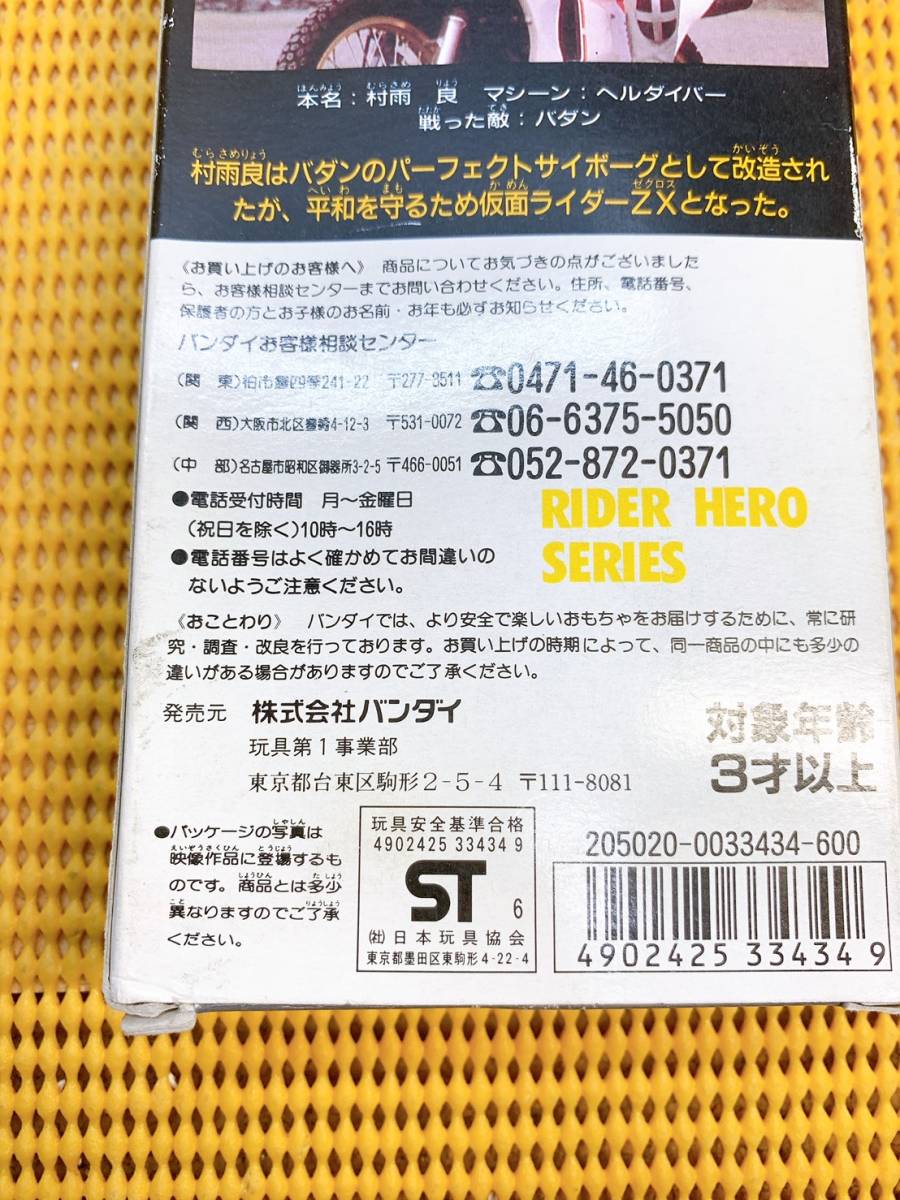 本名：村雨 良 マシーン：ヘルダイバー
戦った敵：バダン
村雨良はバダンのパーフェクトサイボーグとして改造され
たが、平和を守るため仮面ライダーZXとなった。
《お買い上げのお客様へ》 商品についてお気づきの点がございました
ら、お客様相談センターまでお問い合わせください。住所、電話番号、
保護者の方とお子様のお名前・お年も必ずお知らせください。
バンダイお客様相談センター
(関 東)柏市豊四季241-22 〒277-8511 ☎0471-46-0371
(関 西)大阪市北区豊崎4-12-3 〒531-0072 ☎06-6375-5050
(中 部)名古屋市昭和区御器所3-2-5 〒466-0051 ☎052-872-0371
●電話受付時間 月～金曜日
(祝日を除く)10時～16時
●電話番号はよく確かめてお間違いの
ないようご注意ください。
RIDER HERO
SERIES
《おことわり》 バンダイでは、より安全で楽しいおもちゃをお届けするために、常に研
究・調査・改良を行っております。お買い上げの時期によって、同一商品の中にも多少の
違いがある場合がありますのでご了承ください。
発売元 株式会社バンダイ
玩具第1事業部
東京都台東区駒形2-5-4 〒111-8081
対象年齢
3才以上
●パッケージの写真は
映像作品に登場するも
のです。商品とは多少
異なりますのでご了承
ください。
玩具安全基準合格
4902425 33434 9
ST 6
(社)日本玩具協会
東京都墨田区東駒形4-22-4
205020-0033434-600
4902425 334349